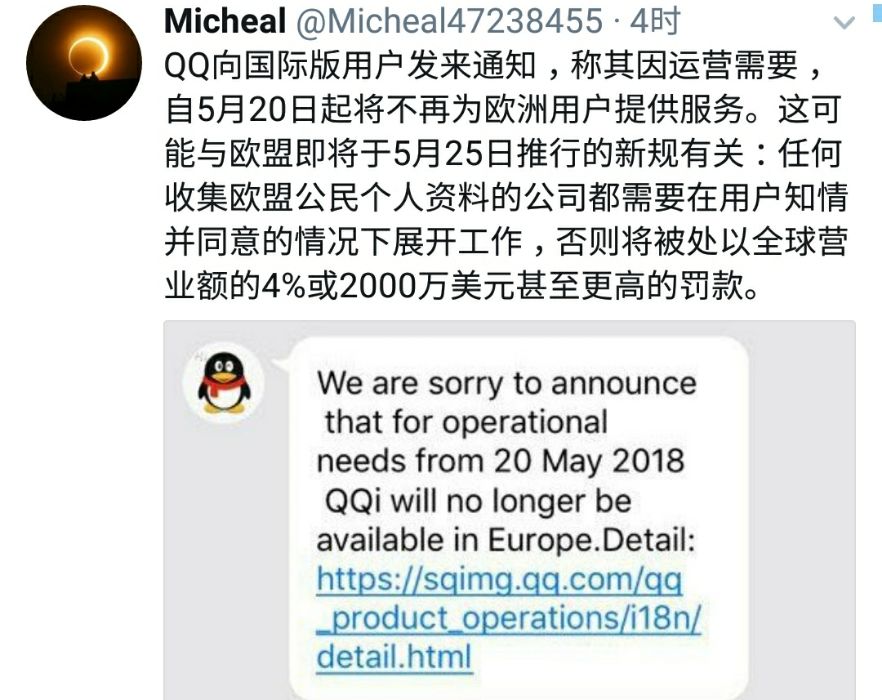 Micheal @Micheal47238455 · 4时
QQ向国际版用户发来通知，称其因运营需要，
自5月20日起将不再为欧洲用户提供服务。这可
能与欧盟即将于5月25日推行的新规有关：任何
收集欧盟公民个人资料的公司都需要在用户知情
并同意的情况下展开工作，否则将被处以全球营
业额的4%或2000万美元甚至更高的罚款。
We are sorry to announce
that for operational
needs from 20 May 2018
QQi will no longer be
available in Europe.Detail:
https://sqimg.qq.com/qq
_product_operations/i18n/
detail.html